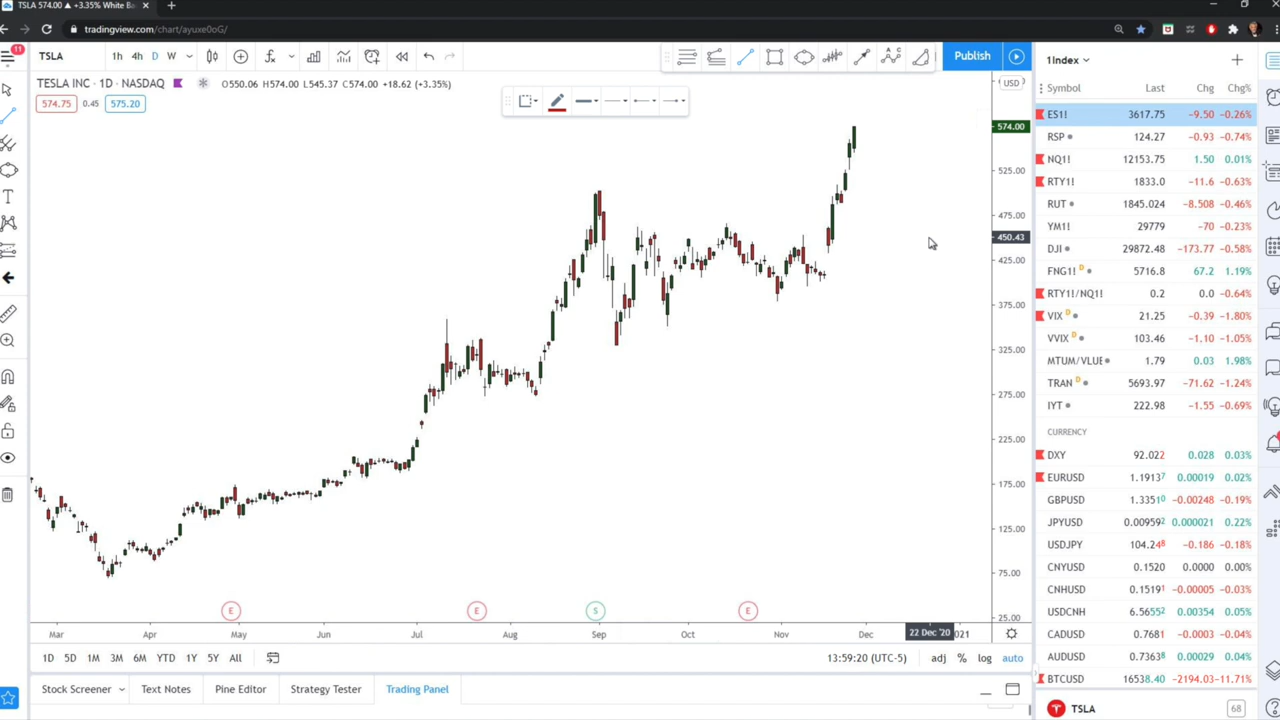 TSLA 574.00 ▲ +3.35% White Ba
tradingview.com/chart/ayuxe0oG/
11
TSLA
1h 4h D W
Publish
TESLA INC · 1D · NASDAQ
O550.06 H574.00 L545.37 C574.00 +18.62 (+3.35%)
574.75 0.45 575.20
USD
574.00
525.00
475.00
450.43
425.00
375.00
325.00
275.00
225.00
175.00
125.00
75.00
25.00
E E S E
Mar Apr May Jun Jul Aug Sep Oct Nov Dec 22 Dec '20 2021
1D 5D 1M 3M 6M YTD 1Y 5Y All
13:59:20 (UTC-5) adj % log auto
Stock Screener Text Notes Pine Editor Strategy Tester Trading Panel
1Index
Symbol Last Chg Chg%
ES1! 3617.75 -9.50 -0.26%
RSP 124.27 -0.93 -0.74%
NQ1! 12153.75 1.50 0.01%
RTY1! 1833.0 -11.6 -0.63%
RUT 1845.024 -8.508 -0.46%
YM1! 29779 -70 -0.23%
DJI 29872.48 -173.77 -0.58%
FNG1! D 5716.8 67.2 1.19%
RTY1!/NQ1! 0.2 0.0 -0.64%
VIX D 21.25 -0.39 -1.80%
VVIX D 103.46 -1.10 -1.05%
MTUM/VLUE 1.79 0.03 1.98%
TRAN D 5693.97 -71.62 -1.24%
IYT 222.98 -1.55 -0.69%
CURRENCY
DXY 92.022 0.028 0.03%
EURUSD 1.19137 0.00019 0.02%
GBPUSD 1.33510 -0.00248 -0.19%
JPYUSD 0.009592 0.000021 0.22%
USDJPY 104.248 -0.186 -0.18%
CNYUSD 0.1520 0.0000 0.00%
CNHUSD 0.15191 -0.00005 -0.03%
USDCNH 6.56552 0.00354 0.05%
CADUSD 0.7681 -0.0003 -0.04%
AUDUSD 0.73638 0.00029 0.04%
BTCUSD 16538.40 -2194.03 -11.71%
TSLA 68